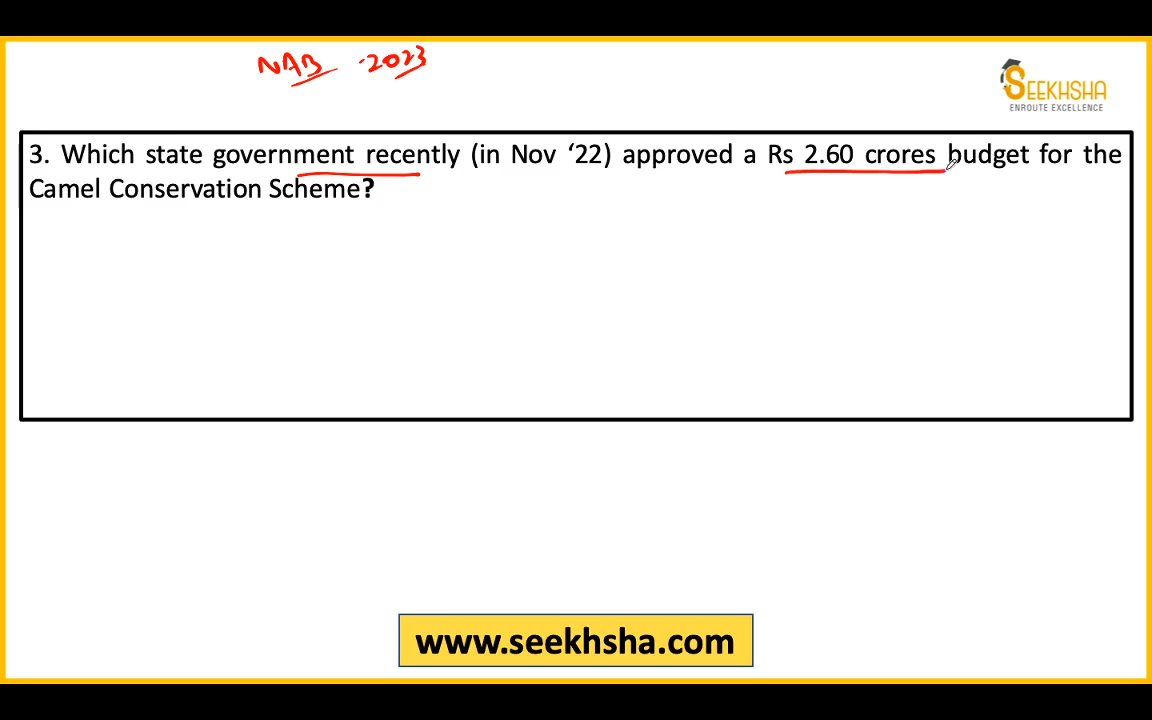 NAB -2023
SEEKHSHA
ENROUTE EXCELLENCE
3. Which state government recently (in Nov ‘22) approved a Rs 2.60 crores budget for the
Camel Conservation Scheme?
www.seekhsha.com